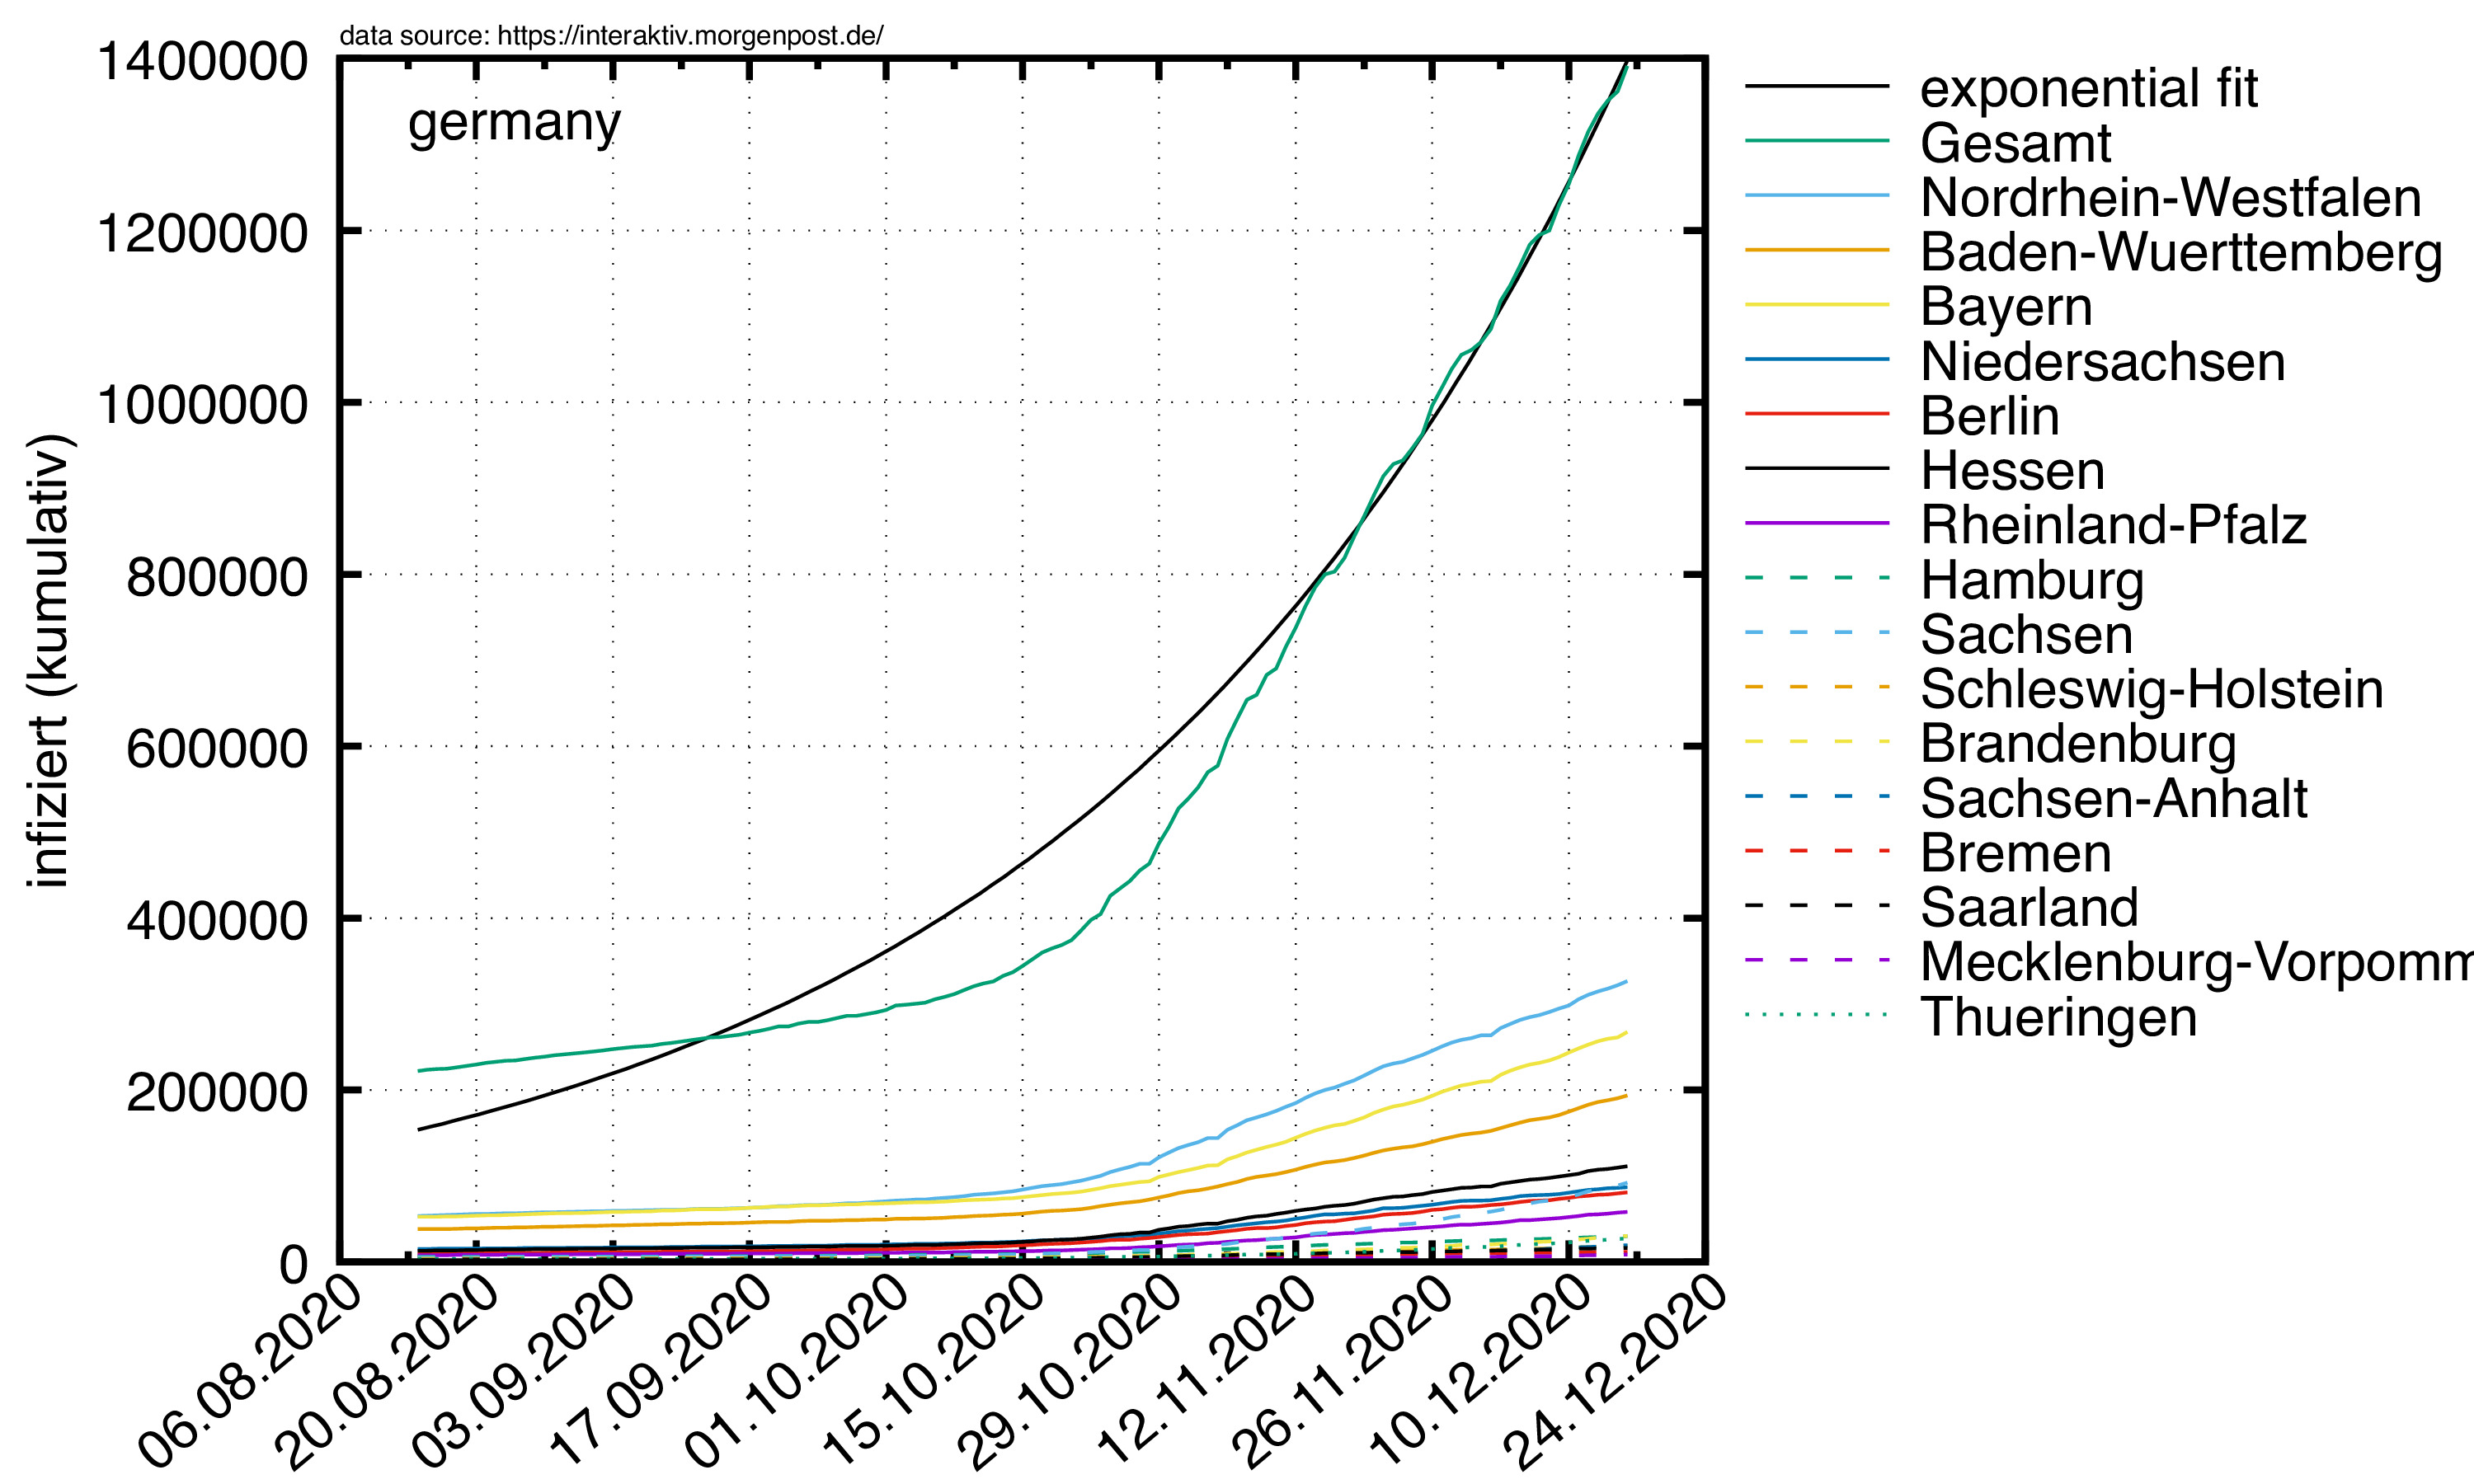 data source: https://interaktiv.morgenpost.de/
germany
infiziert (kumulativ)
1400000
1200000
1000000
800000
600000
400000
200000
0
06.08.2020
20.08.2020
03.09.2020
17.09.2020
01.10.2020
15.10.2020
29.10.2020
12.11.2020
26.11.2020
10.12.2020
24.12.2020
exponential fit
Gesamt
Nordrhein-Westfalen
Baden-Wuerttemberg
Bayern
Niedersachsen
Berlin
Hessen
Rheinland-Pfalz
Hamburg
Sachsen
Schleswig-Holstein
Brandenburg
Sachsen-Anhalt
Bremen
Saarland
Mecklenburg-Vorpomm
Thueringen